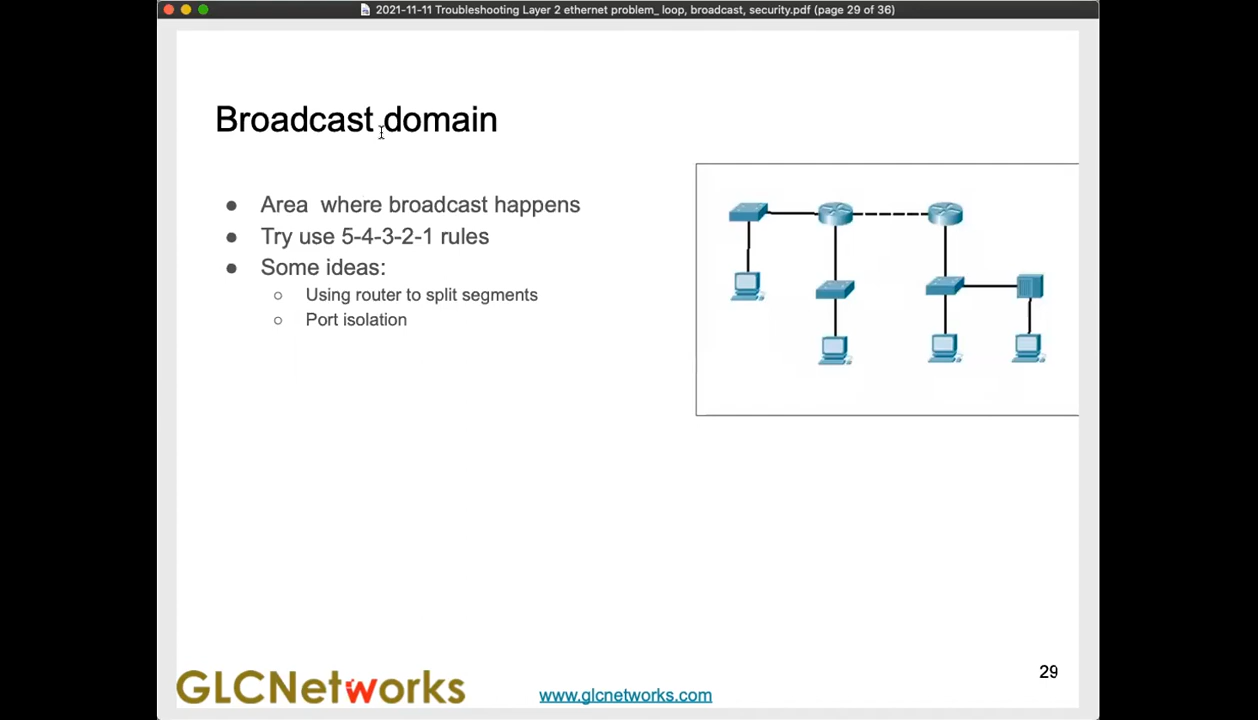 2021-11-11 Troubleshooting Layer 2 ethernet problem_ loop, broadcast, security.pdf (page 29 of 36)
Broadcast domain
● Area  where broadcast happens
● Try use 5-4-3-2-1 rules
● Some ideas:
○ Using router to split segments
○ Port isolation
29
GLCNetworks
www.glcnetworks.com